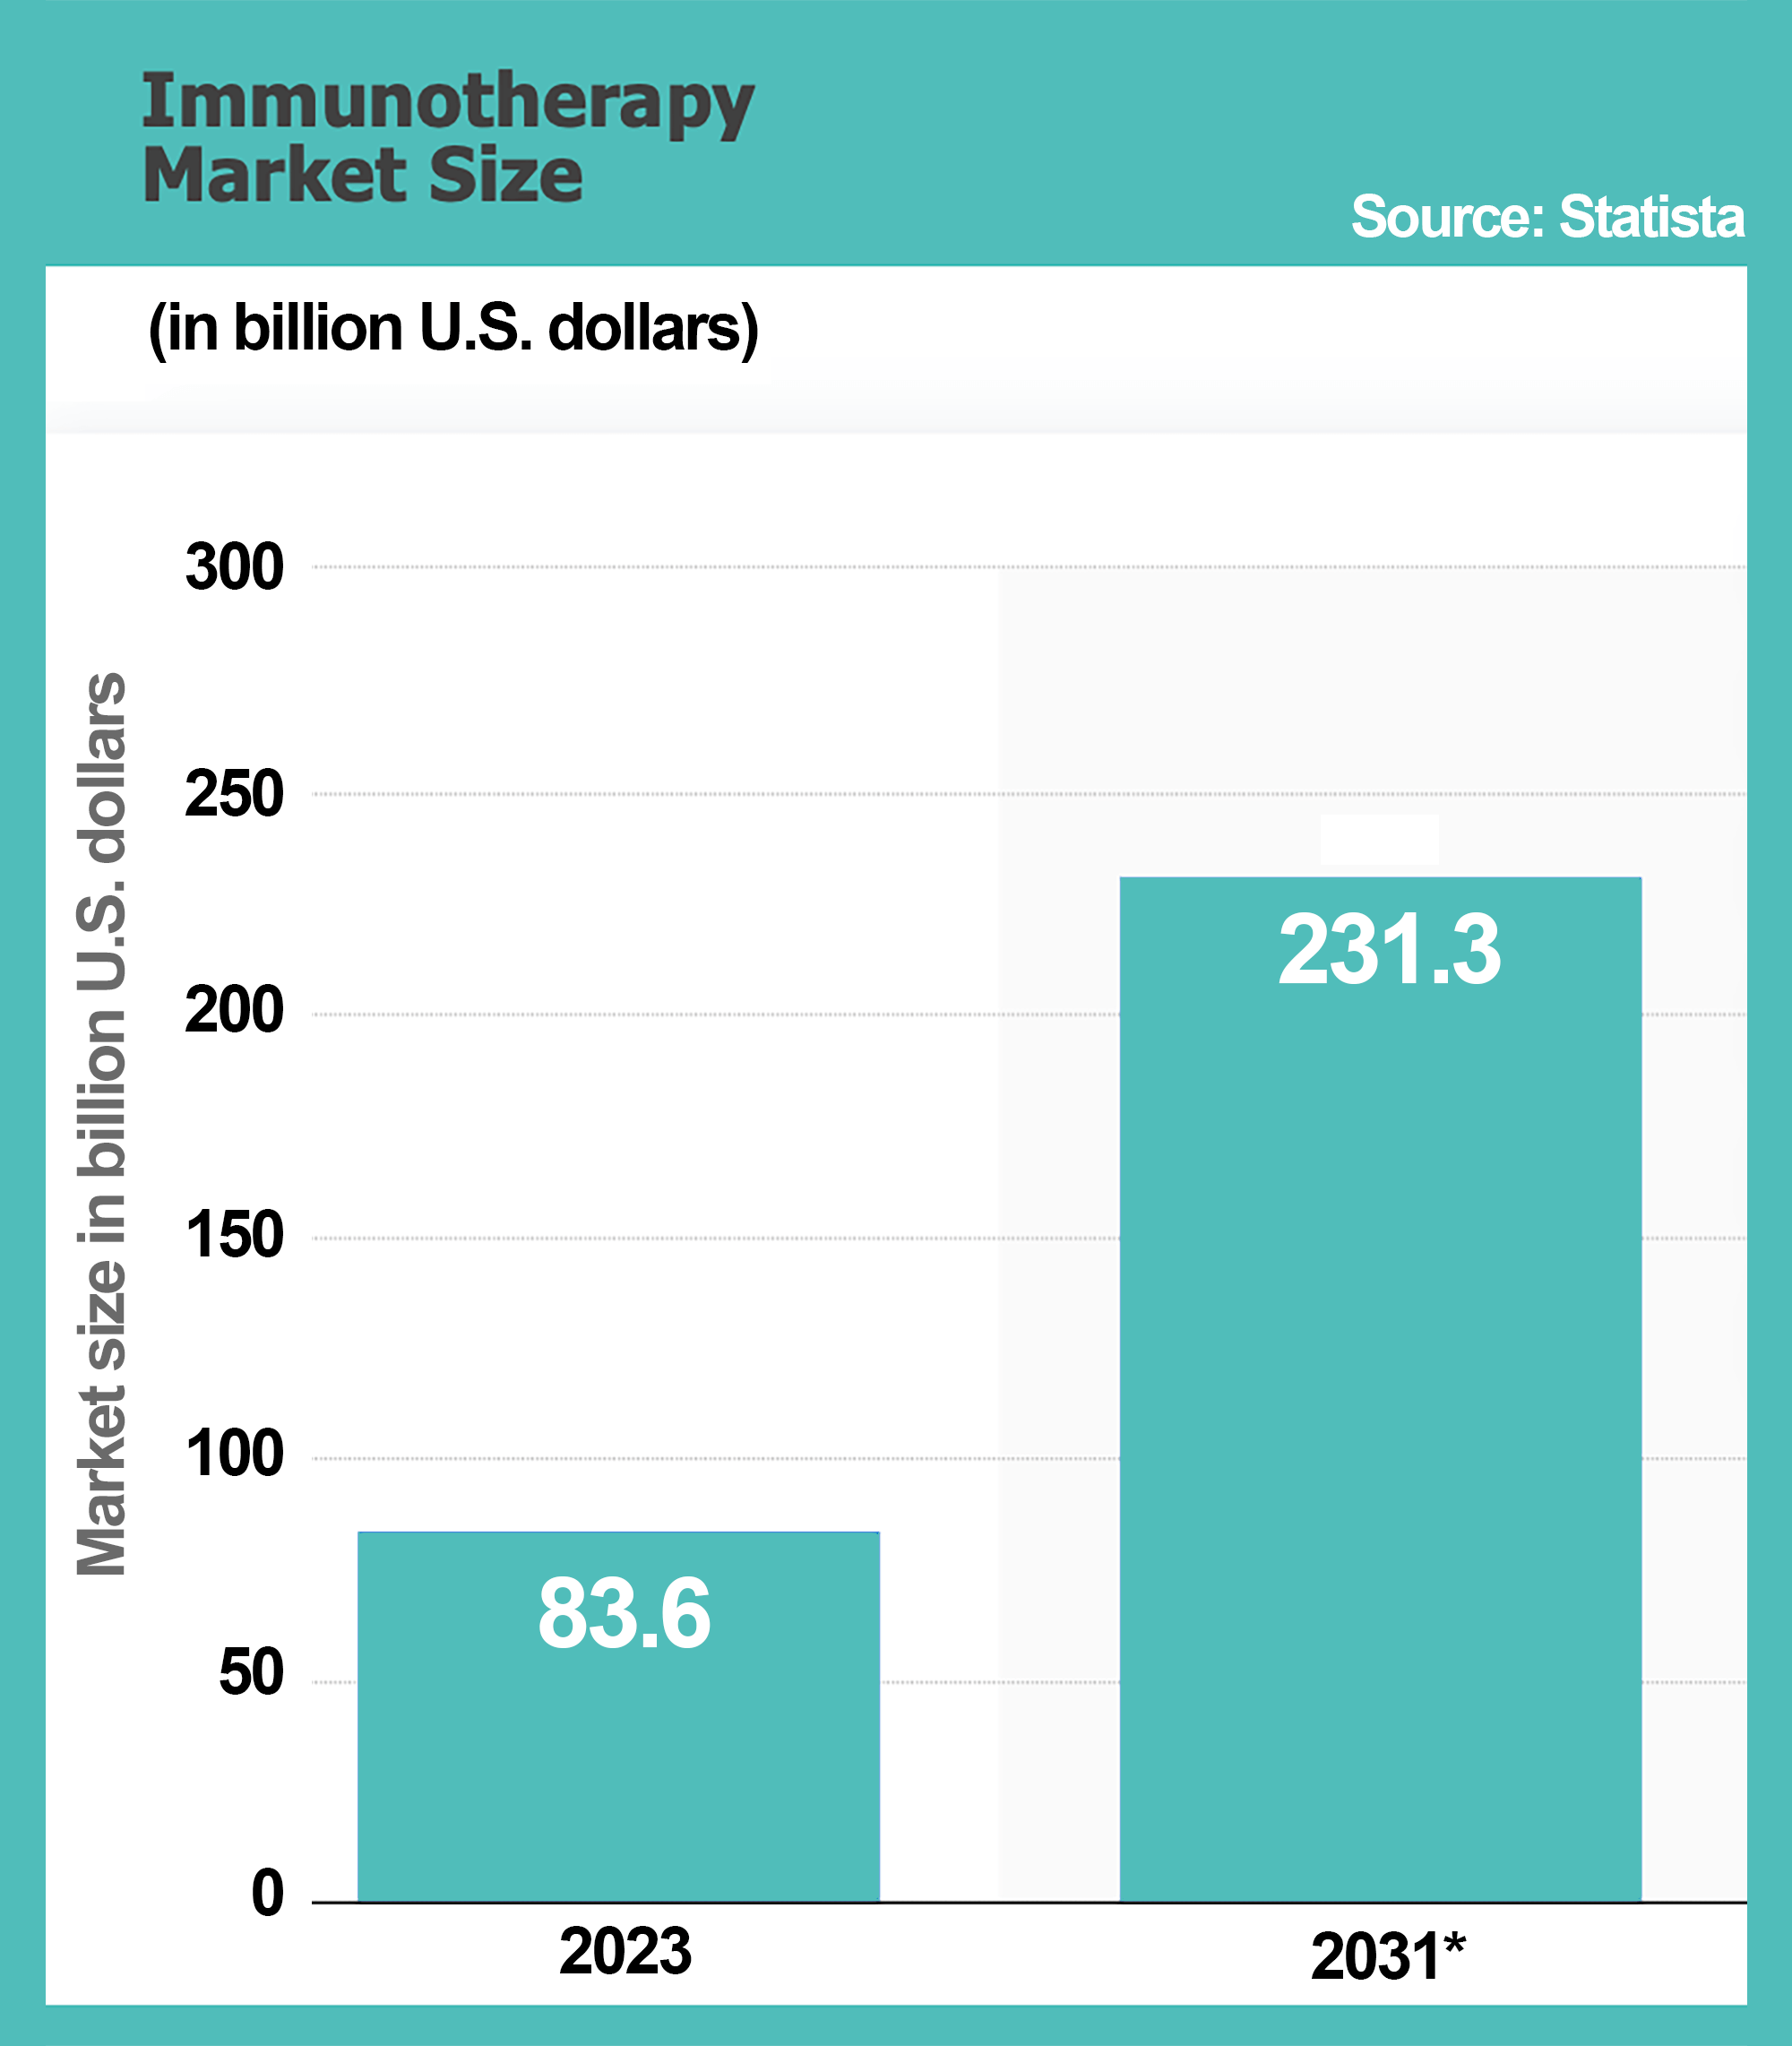 Immunotherapy
Market Size
Source: Statista
(in billion U.S. dollars)
Market size in billion U.S. dollars
300
250
200
150
100
50
0
231.3
83.6
2023
2031*